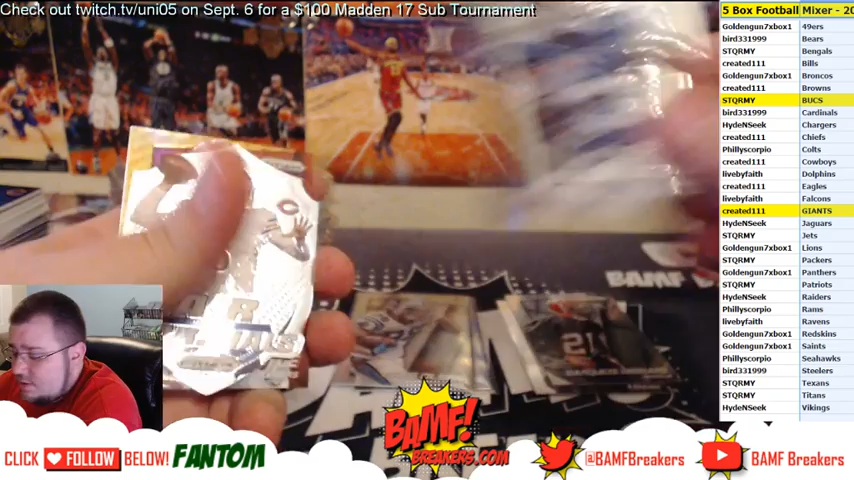 Check out twitch.tv/uni05 on Sept. 6 for a $100 Madden 17 Sub Tournament
5 Box Football Mixer - 20
Goldengun7xbox1 49ers
bird331999 Bears
STQRMY Bengals
created111 Bills
Goldengun7xbox1 Broncos
created111 Browns
STQRMY BUCS
bird331999 Cardinals
HydeNSeek Chargers
created111 Chiefs
Phillyscorpio Colts
created111 Cowboys
livebyfaith Dolphins
created111 Eagles
livebyfaith Falcons
created111 GIANTS
HydeNSeek Jaguars
STQRMY Jets
Goldengun7xbox1 Lions
STQRMY Packers
Goldengun7xbox1 Panthers
STQRMY Patriots
HydeNSeek Raiders
Phillyscorpio Rams
livebyfaith Ravens
Goldengun7xbox1 Redskins
Goldengun7xbox1 Saints
Phillyscorpio Seahawks
bird331999 Steelers
STQRMY Texans
STQRMY Titans
HydeNSeek Vikings
BAMF
CLICK FOLLOW BELOW! FANTOM
BAMF!
BREAKERS.COM
@BAMFBreakers
BAMF Breakers